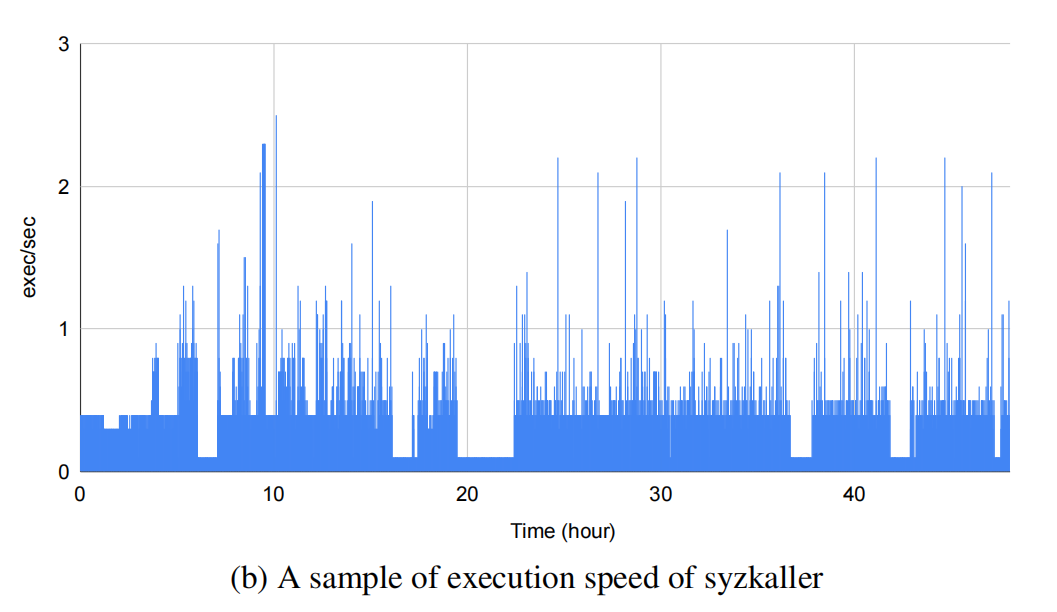 3
2
1
0
exec/sec
0 10 20 30 40
Time (hour)
(b) A sample of execution speed of syzkaller